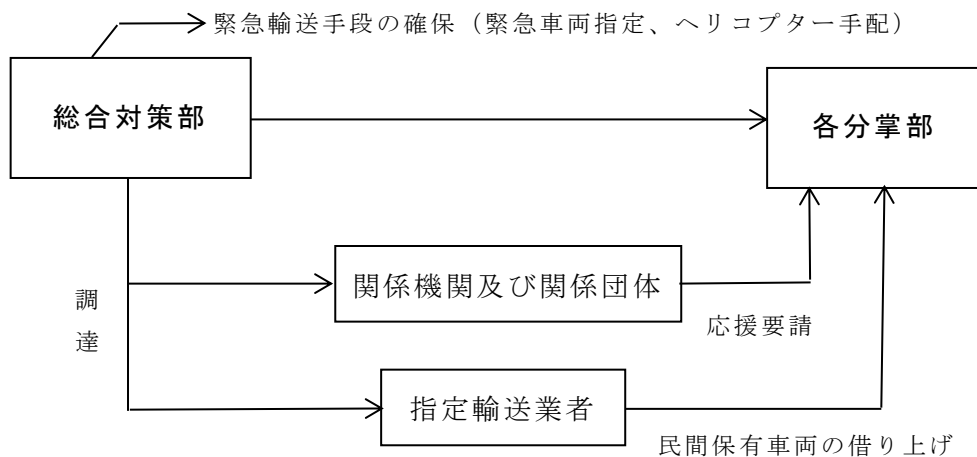 緊急輸送手段の確保（緊急車両指定、ヘリコプター手配）
総合対策部
各分掌部
調達
関係機関及び関係団体
応援要請
指定輸送業者
民間保有車両の借り上げ